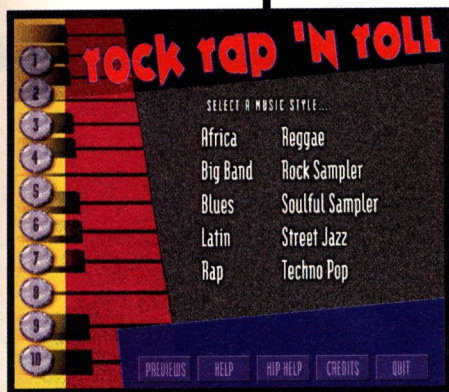 rock rap 'N roll
SELECT A MUSIC STYLE...
Africa Reggae
Big Band Rock Sampler
Blues Soulful Sampler
Latin Street Jazz
Rap Techno Pop
1
2
3
4
5
6
7
8
9
10
PREVIEWS HELP HIP HELP CREDITS QUIT